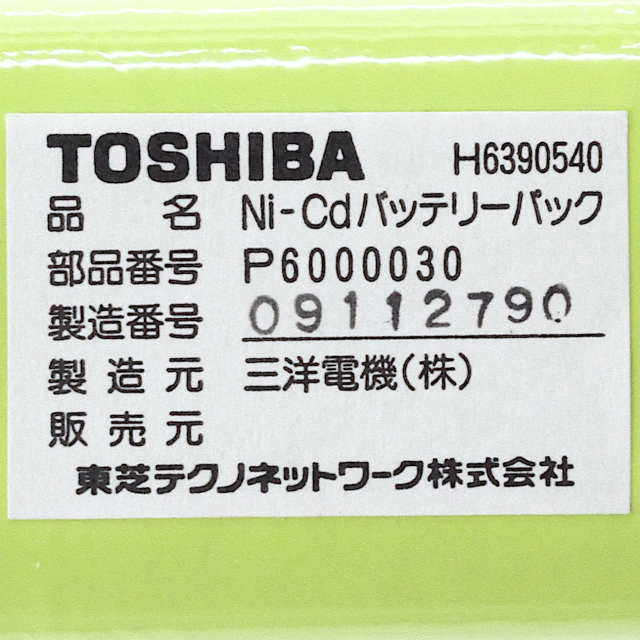 TOSHIBA H6390540
品名 Ni-Cdバッテリーパック
部品番号 P6000030
製造番号 09112790
製造元 三洋電機(株)
販売元
東芝テクノネットワーク株式会社